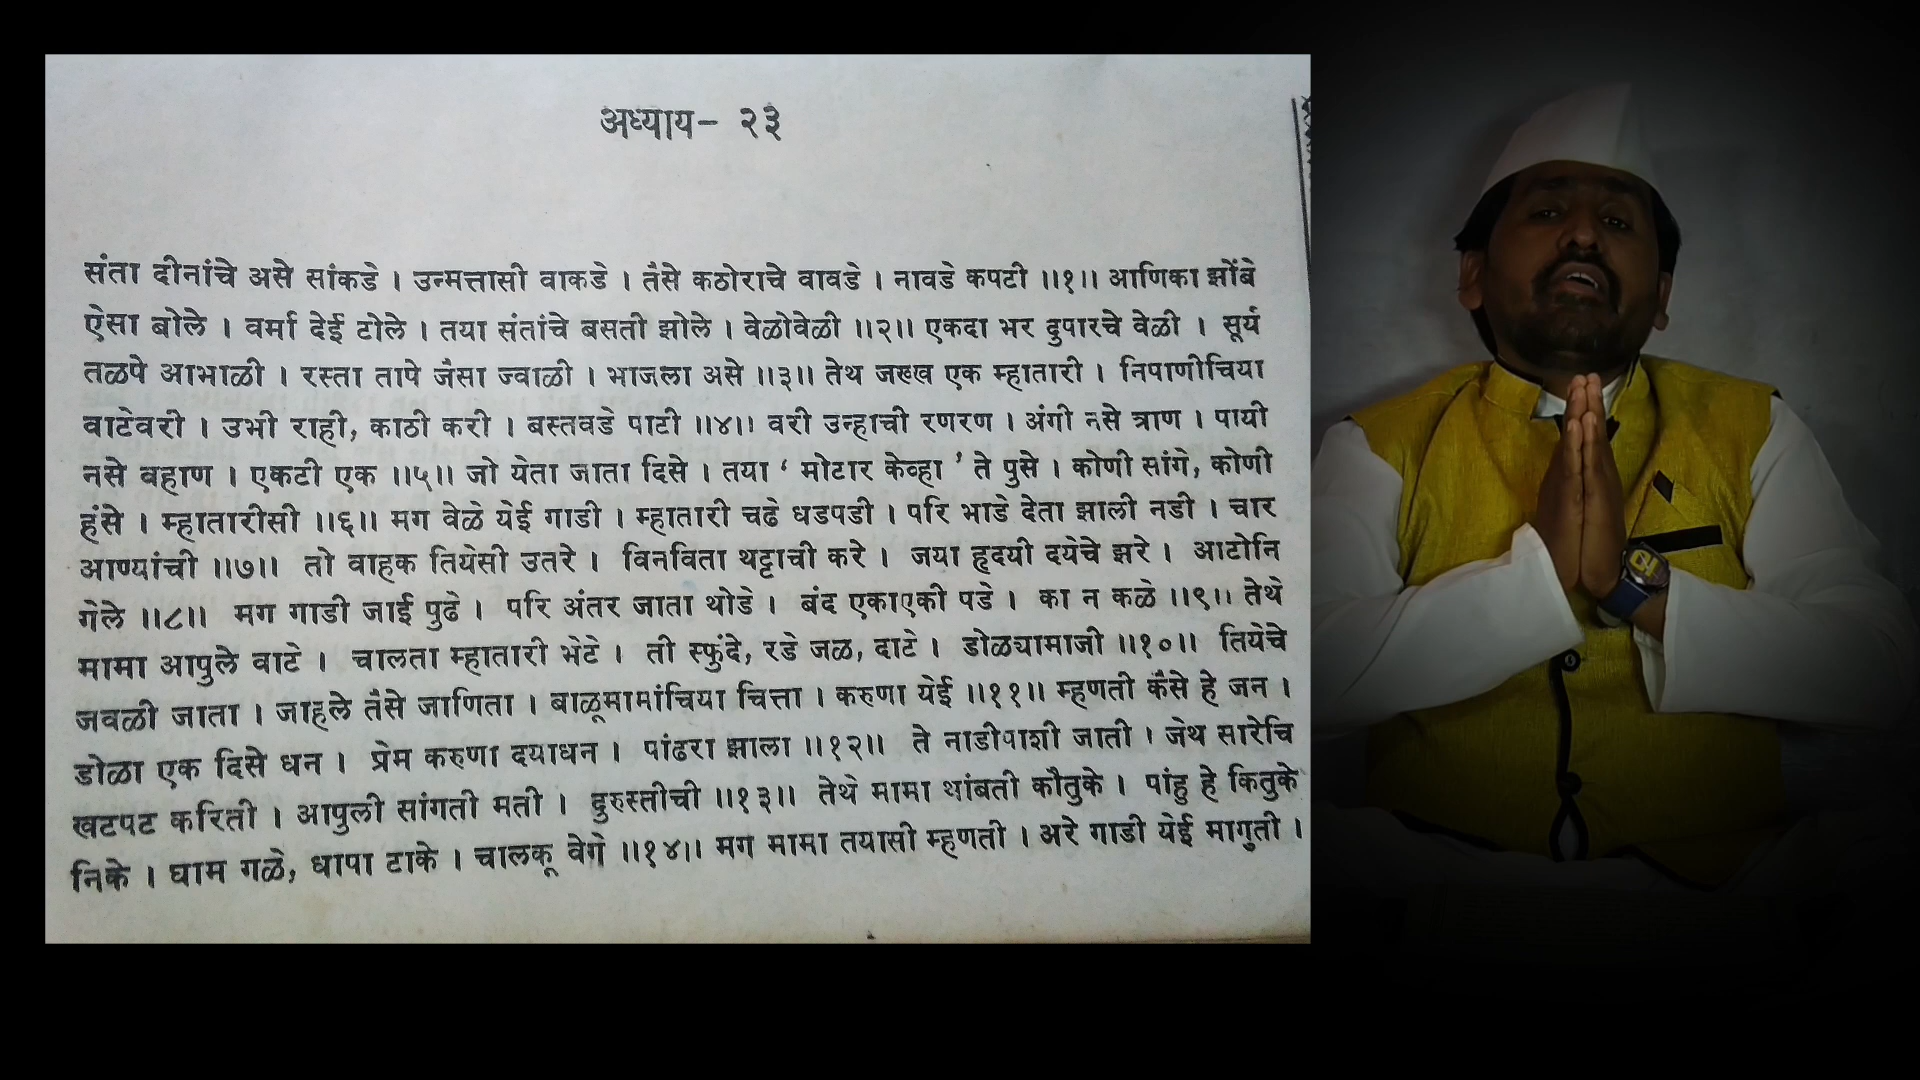 अध्याय- २३
संता दीनांचे असे सांकडे । उन्मत्तासी वाकडे । तैसे कठोराचे वावडे । नावडे कपटी ॥१॥ आणिका झोंबे
ऐसा बोले । वर्मा देई टोले । तया संतांचे बसती झोले । वेळोवेळी ॥२॥ एकदा भर दुपारचे वेळी । सूर्य
तळपे आभाळी । रस्ता तापे जैसा ज्वाळी । भाजला असे ॥३॥ तेथ जख्ख एक म्हातारी । निपाणीचिया
वाटेवरी । उभी राही, काठी करी । बस्तवडे पाटी ॥४॥ वरी उन्हाची रणरण । अंगी नसे त्राण । पायी
नसे वहाण । एकटी एक ॥५॥ जो येता जाता दिसे । तया ‘ मोटार केव्हा ’ ते पुसे । कोणी सांगे, कोणी
हंसे । म्हातारीसी ॥६॥ मग वेळे येई गाडी । म्हातारी चढे धडपडी । परि भाडे देता झाली नडी । चार
आण्यांची ॥७॥ तो वाहक तियेसी उतरे । विनविता थट्टाची करे । जया हृदयी दयेचे झरे । आटोनि
गेले ॥८॥ मग गाडी जाई पुढे । परि अंतर जाता थोडे । बंद एकाएकी पडे । का न कळे ॥९॥ तेथे
मामा आपुले वाटे । चालता म्हातारी भेटे । ती स्फुंदे, रडे जळ, दाटे । डोळ्यामाजी ॥१०॥ तियेचे
जवळी जाता । जाहले तैसे जाणिता । बाळूमामांचिया चित्ता । करुणा येई ॥११॥ म्हणती कैसे हे जन ।
डोळा एक दिसे धन । प्रेम करुणा दयाधन । पांढरा झाला ॥१२॥ ते नाडीपाशी जाती । जेथ सारेचि
खटपट करिती । आपुली सांगती मती । दुरुस्तीची ॥१३॥ तेथे मामा थांबती कौतुके । पांहु हे कितुके
निके । घाम गळे, धापा टाके । चालकू वेगे ॥१४॥ मग मामा तयासी म्हणती । अरे गाडी येई मागुती ।